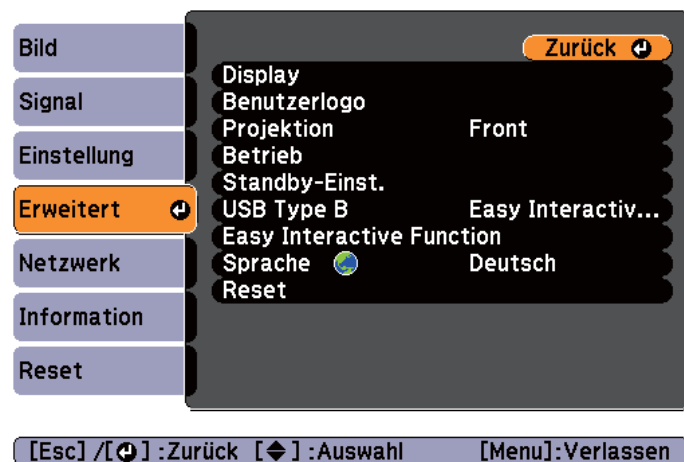 Bild
Signal
Einstellung
Erweitert
Netzwerk
Information
Reset
Zurück
Display
Benutzerlogo
Projektion Front
Betrieb
Standby-Einst.
USB Type B Easy Interactiv...
Easy Interactive Function
Sprache Deutsch
Reset
[Esc] /[ ] :Zurück [ ] :Auswahl [Menu]:Verlassen